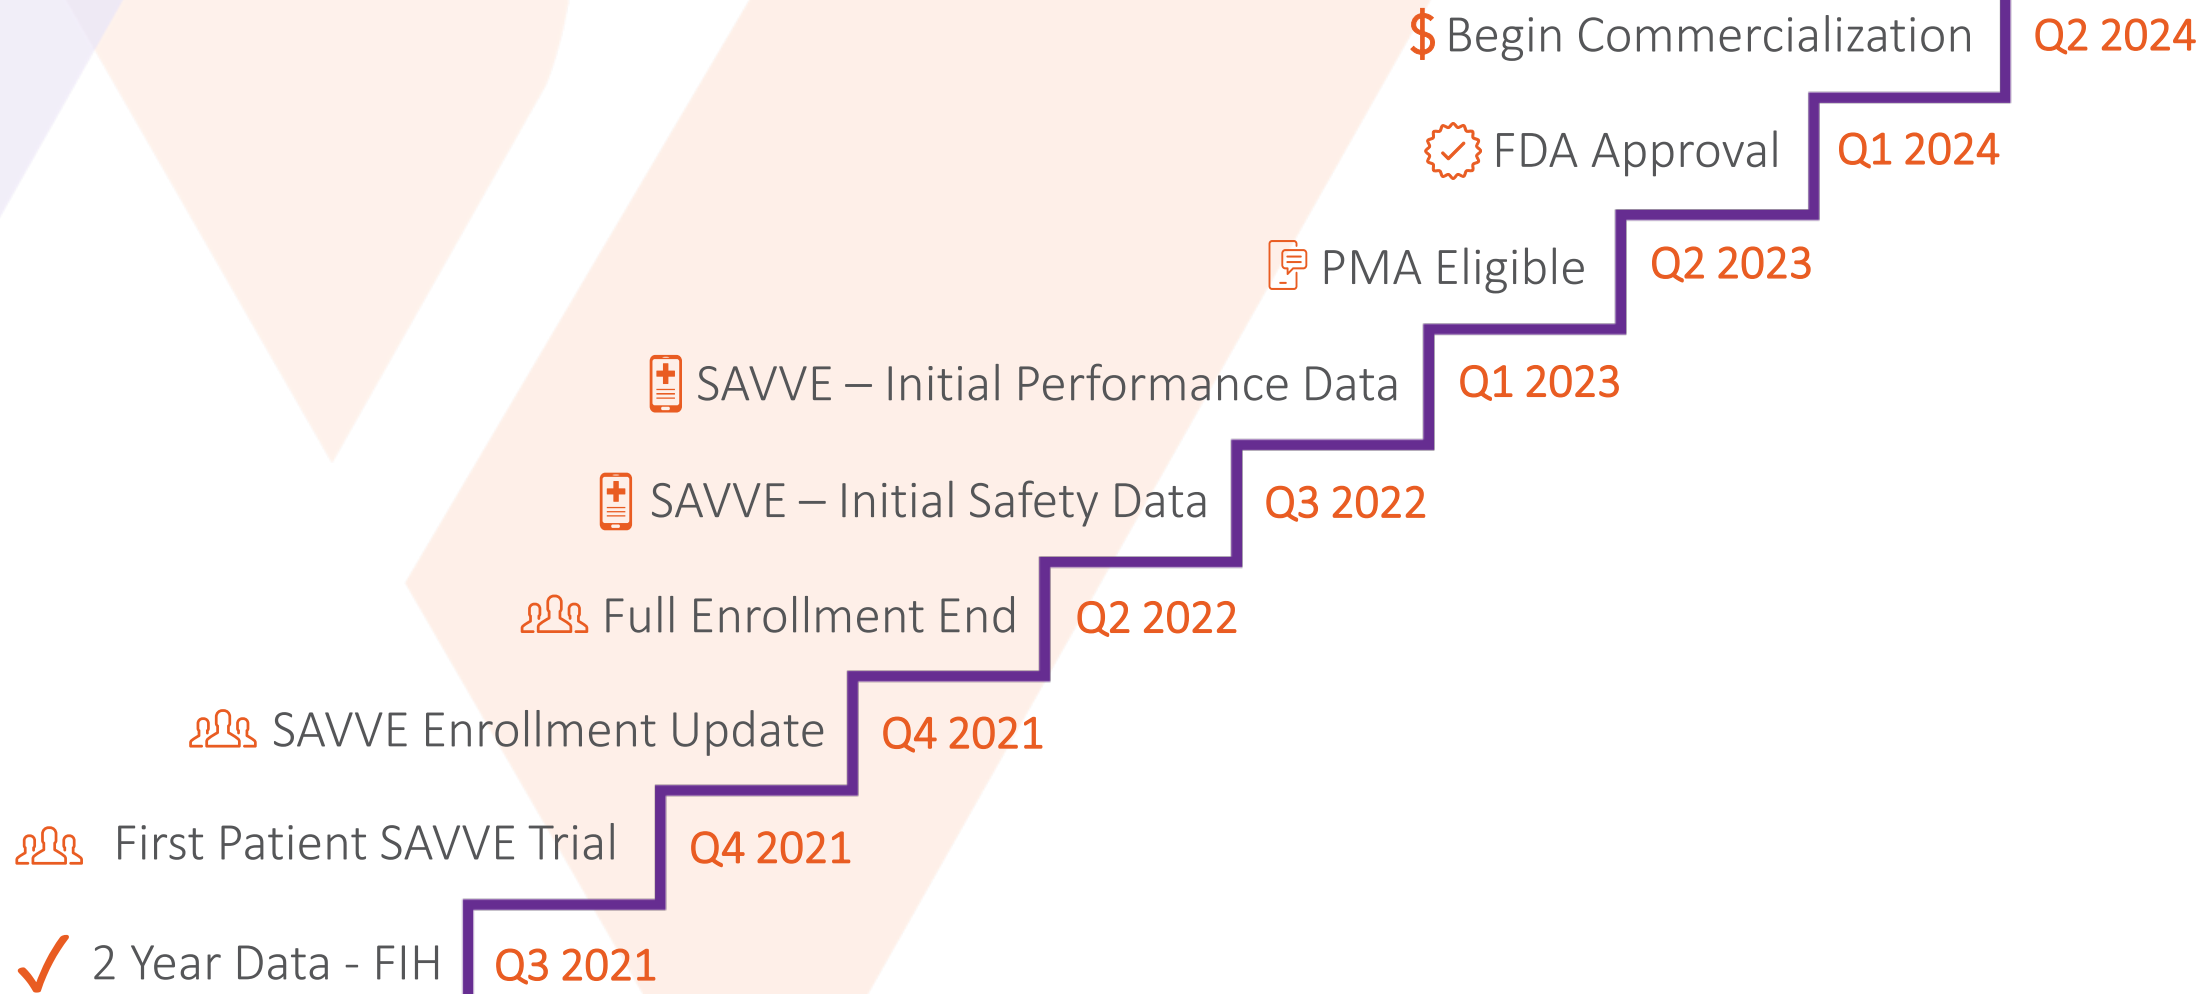 $ Begin Commercialization Q2 2024
FDA Approval Q1 2024
PMA Eligible Q2 2023
SAVVE – Initial Performance Data Q1 2023
SAVVE – Initial Safety Data Q3 2022
Full Enrollment End Q2 2022
SAVVE Enrollment Update Q4 2021
First Patient SAVVE Trial Q4 2021
2 Year Data - FIH Q3 2021